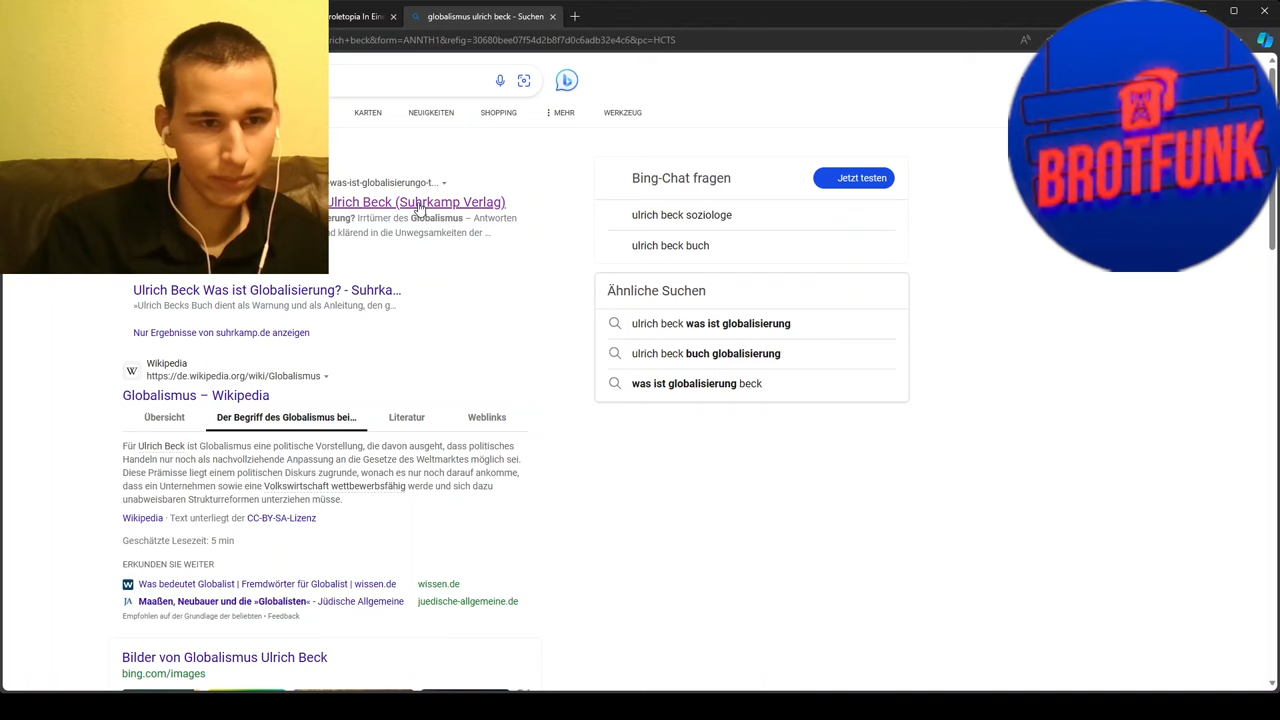 roletopia In Ein
globalismus ulrich beck - Suchen
rich+beck&form=ANNTH1&refig=30680bee07f54d2b8f7d0c6adb32e4c6&pc=HCTS
KARTEN
NEUIGKEITEN
SHOPPING
MEHR
WERKZEUG
BROTFUNK
-was-ist-globalisierungo-t...
Ulrich Beck (Suhrkamp Verlag)
erung? Irrtümer des Globalismus – Antworten
nd klärend in die Unwegsamkeiten der ...
Ulrich Beck Was ist Globalisierung? - Suhrka...
»Ulrich Becks Buch dient als Warnung und als Anleitung, den g...
Nur Ergebnisse von suhrkamp.de anzeigen
W
Wikipedia
https://de.wikipedia.org/wiki/Globalismus
Globalismus – Wikipedia
Übersicht
Der Begriff des Globalismus bei...
Literatur
Weblinks
Für Ulrich Beck ist Globalismus eine politische Vorstellung, die davon ausgeht, dass politisches
Handeln nur noch als nachvollziehende Anpassung an die Gesetze des Weltmarktes möglich sei.
Diese Prämisse liegt einem politischen Diskurs zugrunde, wonach es nur noch darauf ankomme,
dass ein Unternehmen sowie eine Volkswirtschaft wettbewerbsfähig werde und sich dazu
unabweisbaren Strukturreformen unterziehen müsse.
Wikipedia · Text unterliegt der CC-BY-SA-Lizenz
Geschätzte Lesezeit: 5 min
ERKUNDEN SIE WEITER
W Was bedeutet Globalist | Fremdwörter für Globalist | wissen.de wissen.de
JA Maaßen, Neubauer und die »Globalisten« - Jüdische Allgemeine juedische-allgemeine.de
Empfohlen auf der Grundlage der beliebten • Feedback
Bilder von Globalismus Ulrich Beck
bing.com/images
Bing-Chat fragen
Jetzt testen
ulrich beck soziologe
ulrich beck buch
Ähnliche Suchen
ulrich beck was ist globalisierung
ulrich beck buch globalisierung
was ist globalisierung beck